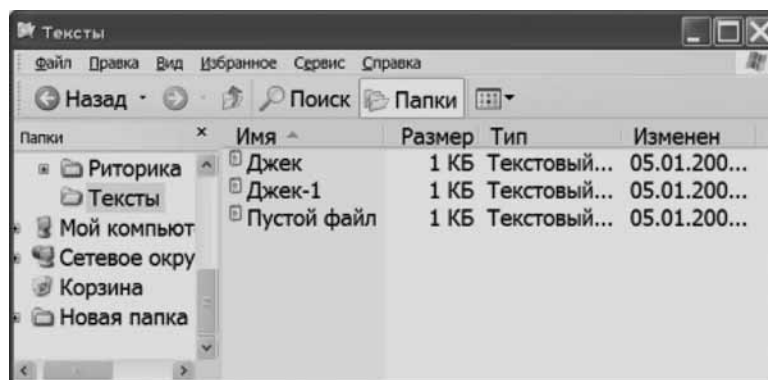 Тексты
Файл Правка Вид Избранное Сервис Справка
Назад Поиск Папки
Папки × Имя Размер Тип Изменен
Риторика Джек 1 КБ Текстовый... 05.01.200...
Тексты Джек-1 1 КБ Текстовый... 05.01.200...
Мой компьют Пустой файл 1 КБ Текстовый... 05.01.200...
Сетевое окру
Корзина
Новая папка